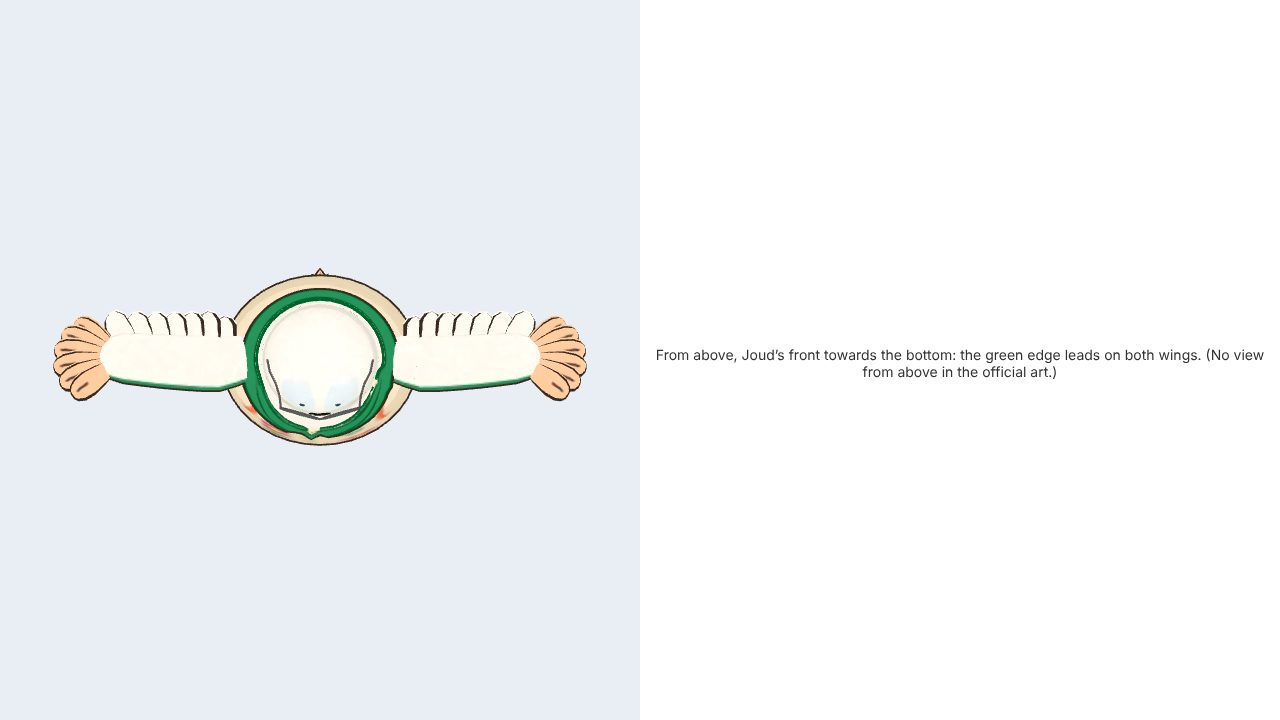 From above, Joud’s front towards the bottom: the green edge leads on both wings. (No view
from above in the official art.)